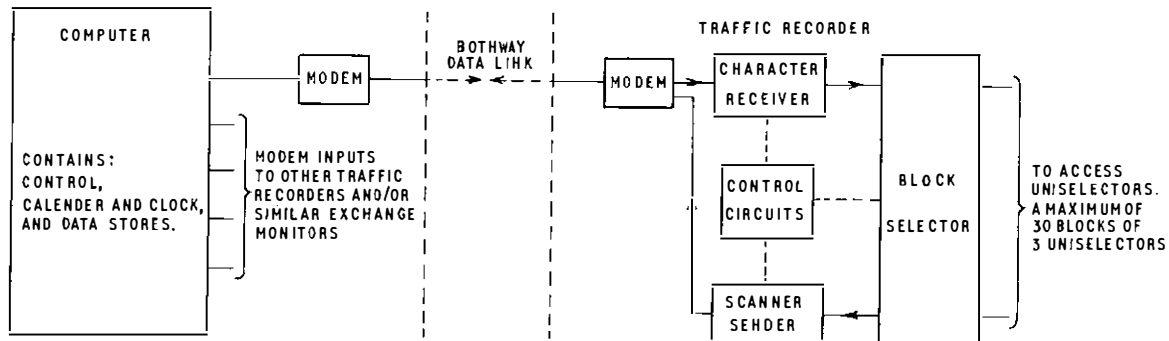 COMPUTER
CONTAINS:
CONTROL,
CALENDER AND CLOCK,
AND DATA STORES.
MODEM
MODEM INPUTS
TO OTHER TRAFFIC
RECORDERS AND/OR
SIMILAR EXCHANGE
MONITORS
BOTHWAY
DATA LINK
TRAFFIC RECORDER
MODEM
CHARACTER
RECEIVER
CONTROL
CIRCUITS
SCANNER
SEHDER
BLOCK
SELECTOR
TO ACCESS
UNISELECTORS.
A MAXIMUM OF
30 BLOCKS OF
3 UNISELECTORS